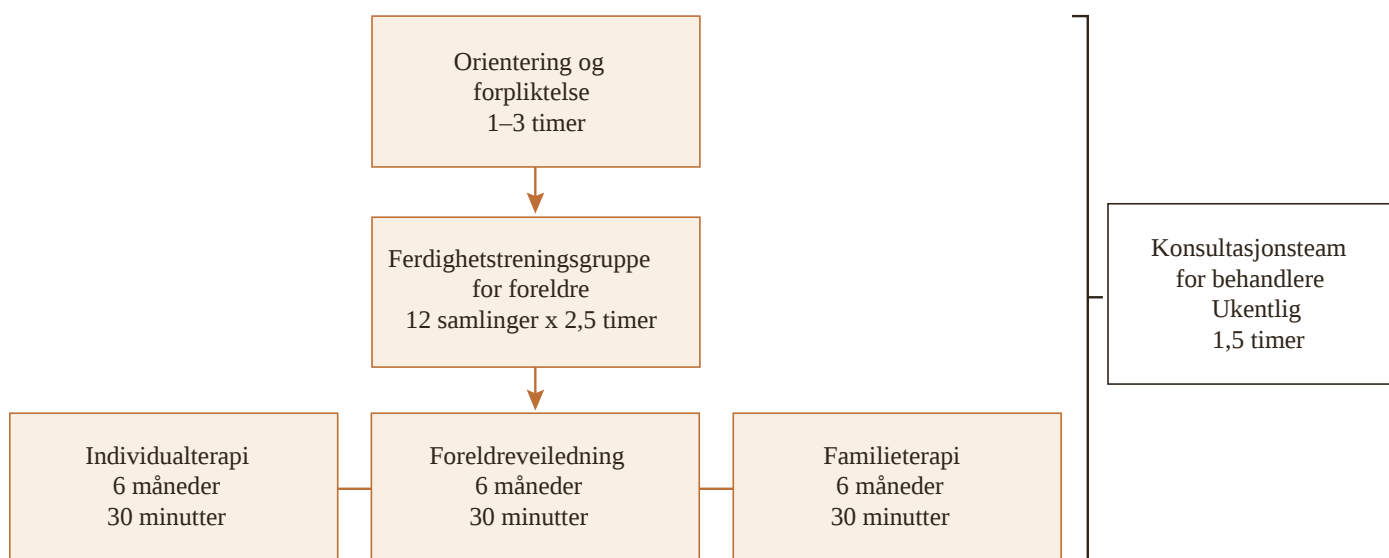 Orientering og
forpliktelse
1–3 timer
Ferdighetstreningsgruppe
for foreldre
12 samlinger x 2,5 timer
Konsultasjonsteam
for behandlere
Ukentlig
1,5 timer
Individualterapi
6 måneder
30 minutter
Foreldreveiledning
6 måneder
30 minutter
Familieterapi
6 måneder
30 minutter